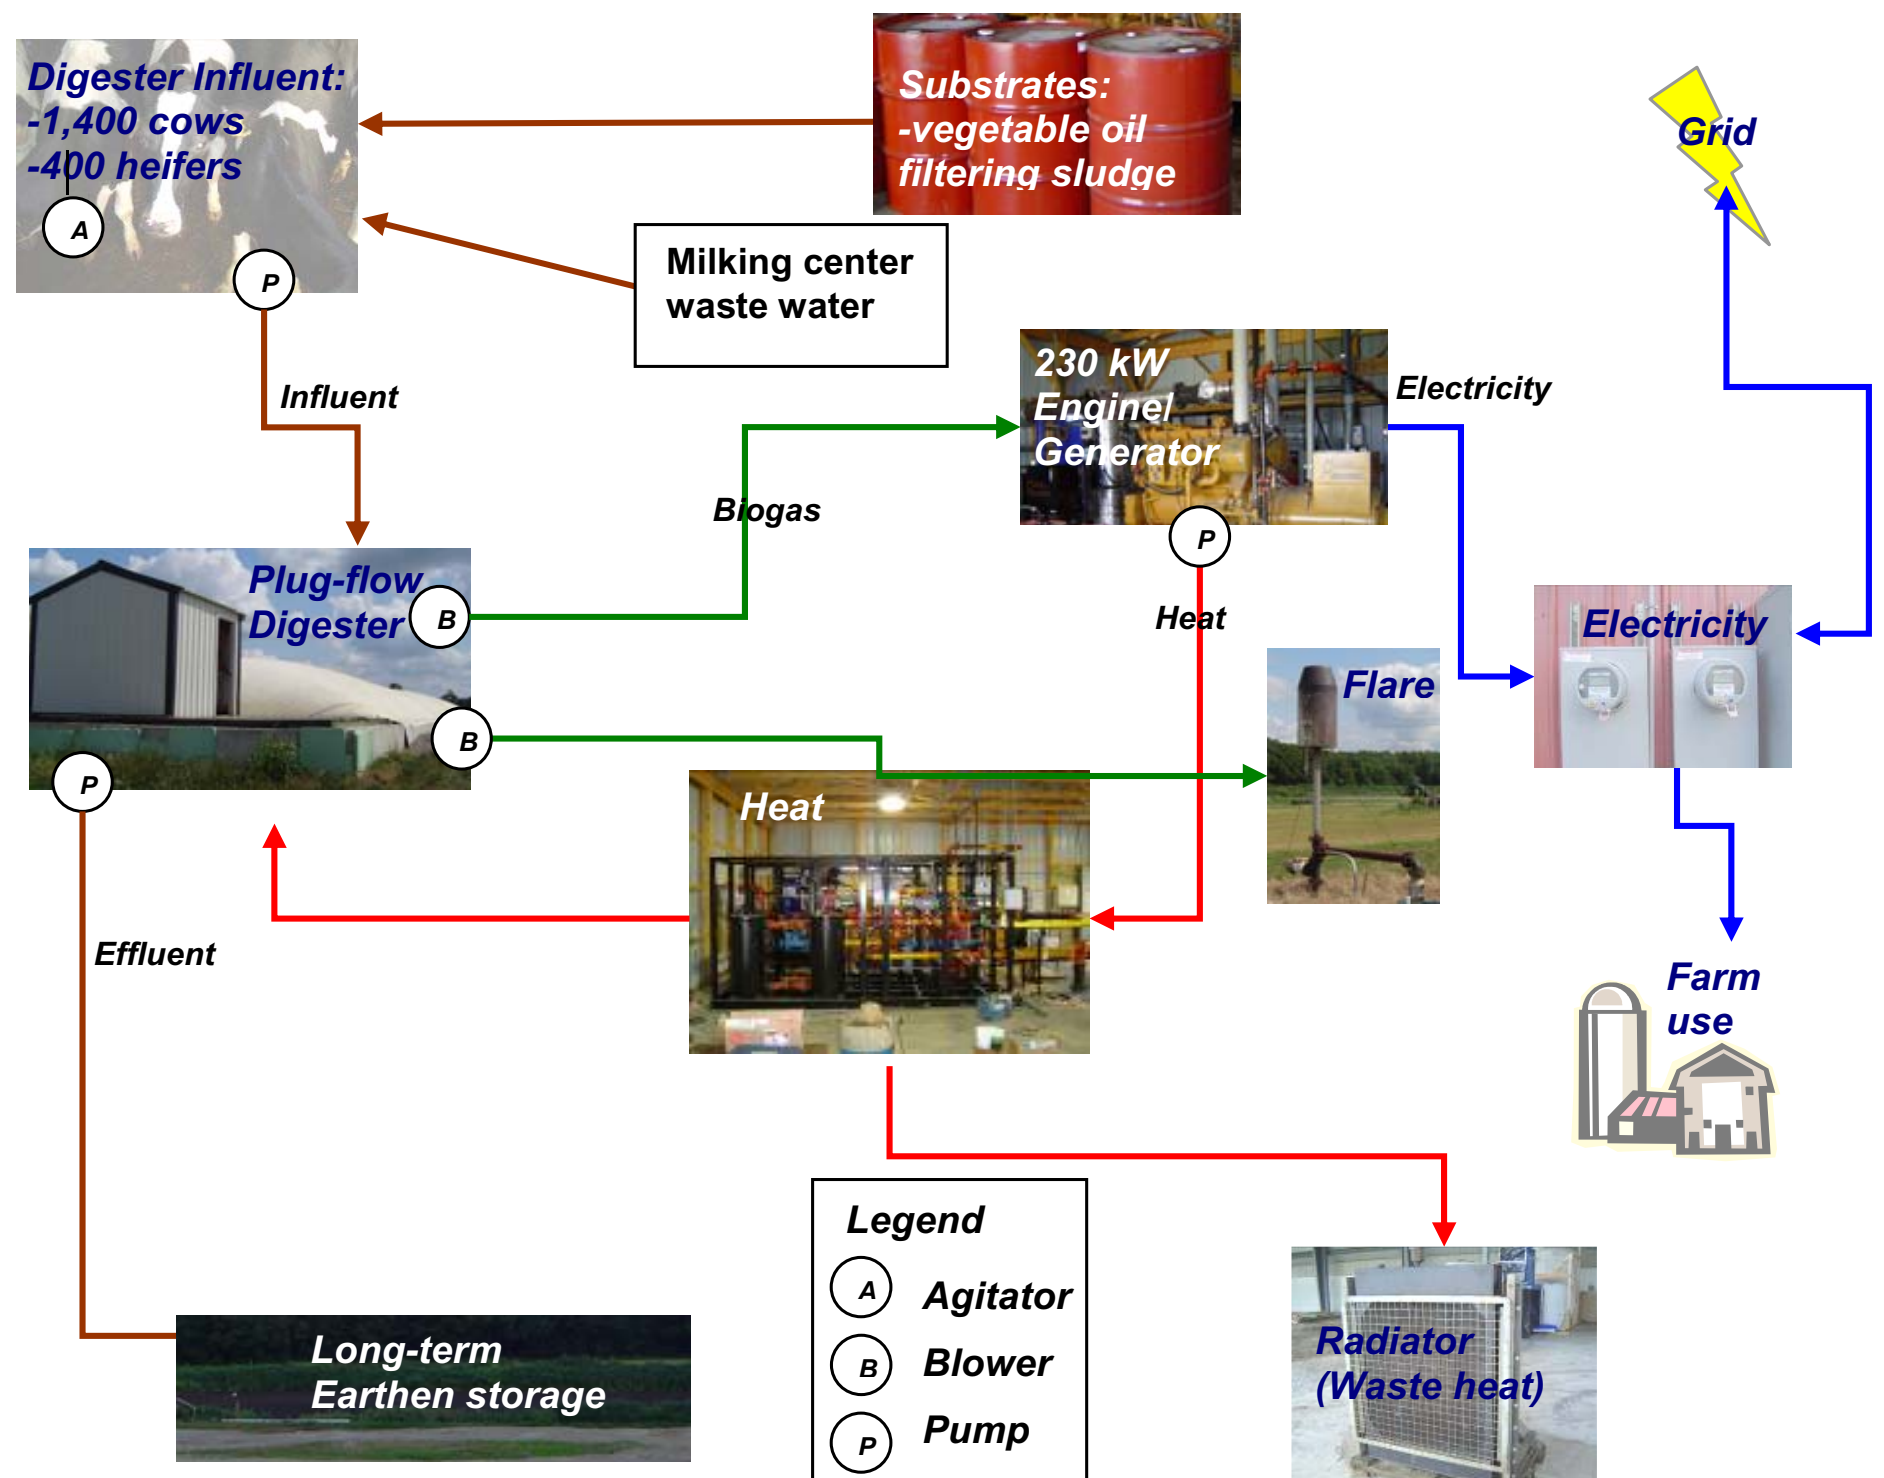 Digester Influent:
-1,400 cows
-400 heifers
A
P
Substrates:
-vegetable oil
filtering sludge
Grid
Milking center
waste water
Influent
230 kW
Engine/
Generator
P
Electricity
Biogas
Plug-flow
Digester
B
B
P
Heat
Flare
Electricity
Heat
Effluent
Farm
use
Long-term
Earthen storage
Legend
A Agitator
B Blower
P Pump
Radiator
(Waste heat)